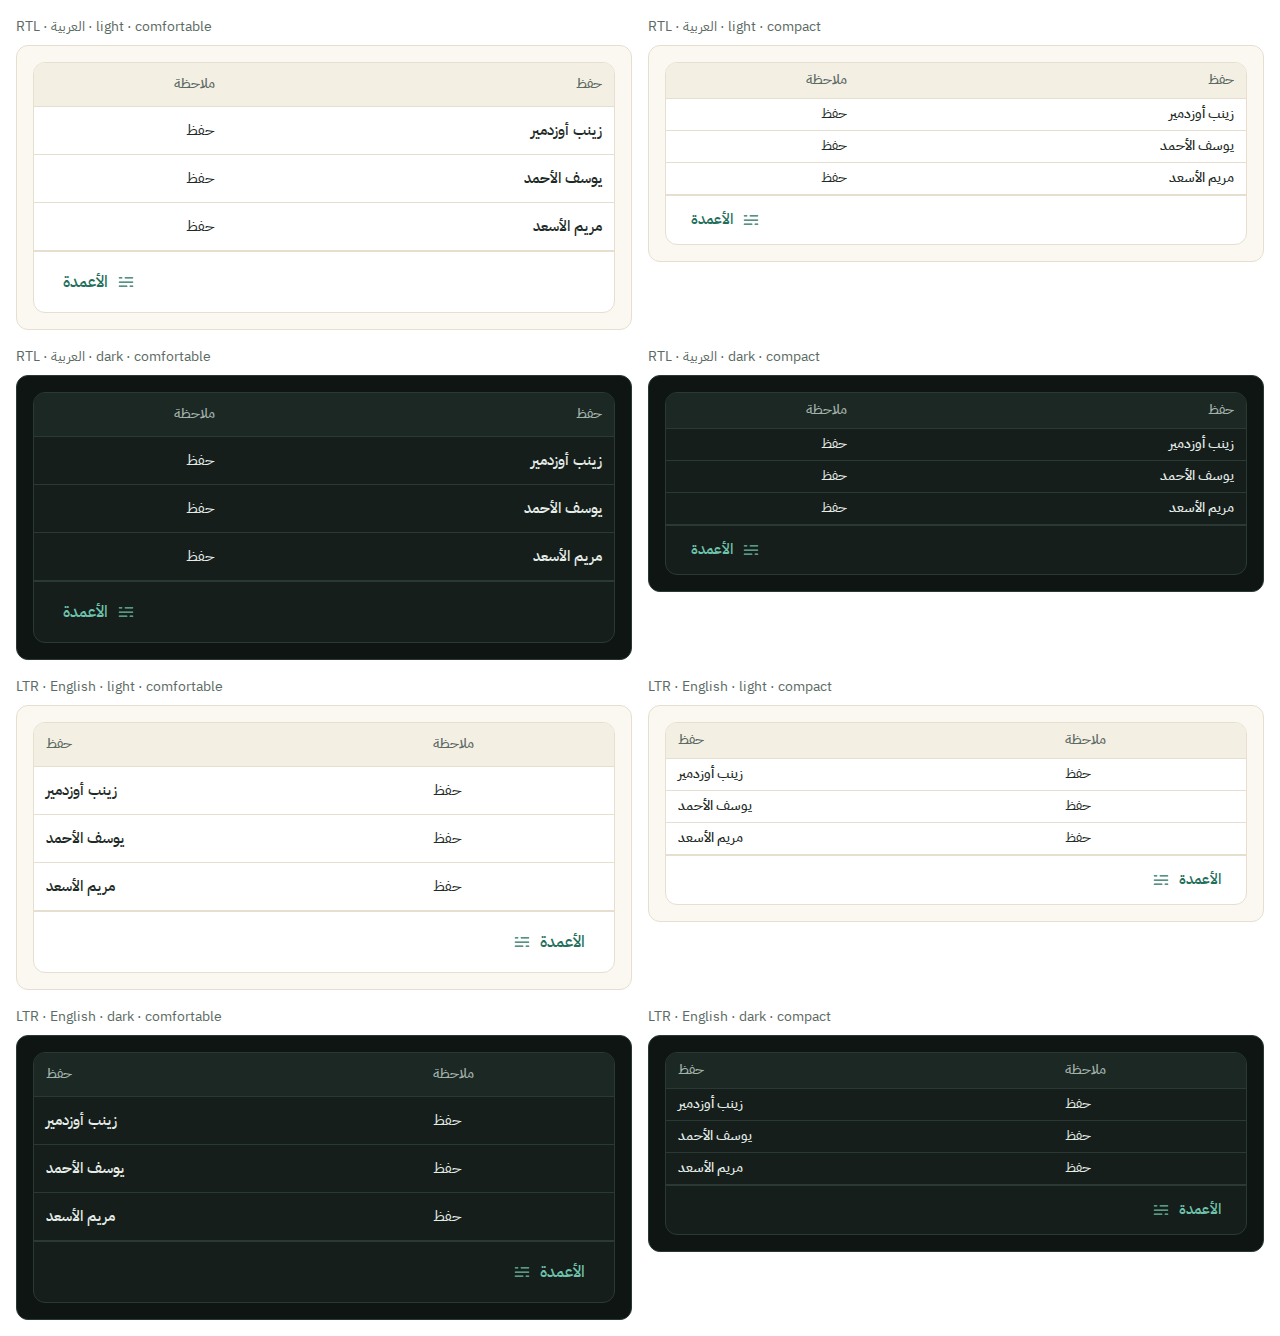 RTL · العربية · light · comfortable
حفظ ملاحظة
زينب أوزدمير حفظ
يوسف الأحمد حفظ
مريم الأسعد حفظ
الأعمدة
RTL · العربية · light · compact
حفظ ملاحظة
زينب أوزدمير حفظ
يوسف الأحمد حفظ
مريم الأسعد حفظ
الأعمدة
RTL · العربية · dark · comfortable
حفظ ملاحظة
زينب أوزدمير حفظ
يوسف الأحمد حفظ
مريم الأسعد حفظ
الأعمدة
RTL · العربية · dark · compact
حفظ ملاحظة
زينب أوزدمير حفظ
يوسف الأحمد حفظ
مريم الأسعد حفظ
الأعمدة
LTR · English · light · comfortable
حفظ ملاحظة
زينب أوزدمير حفظ
يوسف الأحمد حفظ
مريم الأسعد حفظ
الأعمدة
LTR · English · light · compact
حفظ ملاحظة
زينب أوزدمير حفظ
يوسف الأحمد حفظ
مريم الأسعد حفظ
الأعمدة
LTR · English · dark · comfortable
حفظ ملاحظة
زينب أوزدمير حفظ
يوسف الأحمد حفظ
مريم الأسعد حفظ
الأعمدة
LTR · English · dark · compact
حفظ ملاحظة
زينب أوزدمير حفظ
يوسف الأحمد حفظ
مريم الأسعد حفظ
الأعمدة